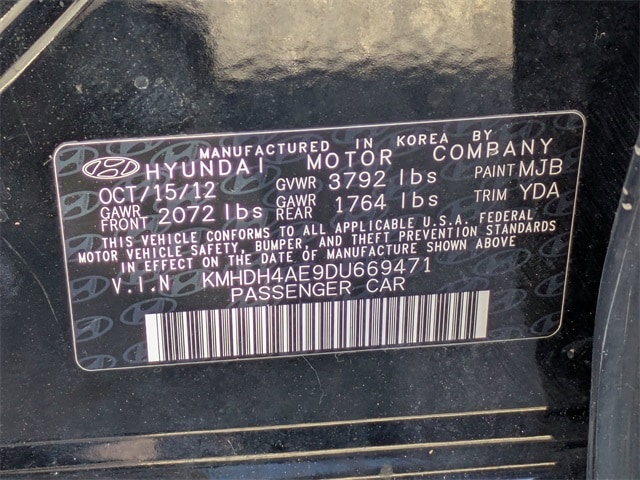 MANUFACTURED IN KOREA BY
HYUNDAI MOTOR COMPANY
OCT/15/12 GVWR 3792 lbs PAINT MJB
GAWR FRONT 2072 lbs GAWR REAR 1764 lbs TRIM YDA
THIS VEHICLE CONFORMS TO ALL APPLICABLE U.S.A. FEDERAL
MOTOR VEHICLE SAFETY, BUMPER, AND THEFT PREVENTION STANDARDS
IN EFFECT ON THE DATE OF MANUFACTURE SHOWN ABOVE
V.I.N KMHDH4AE9DU669471
PASSENGER CAR